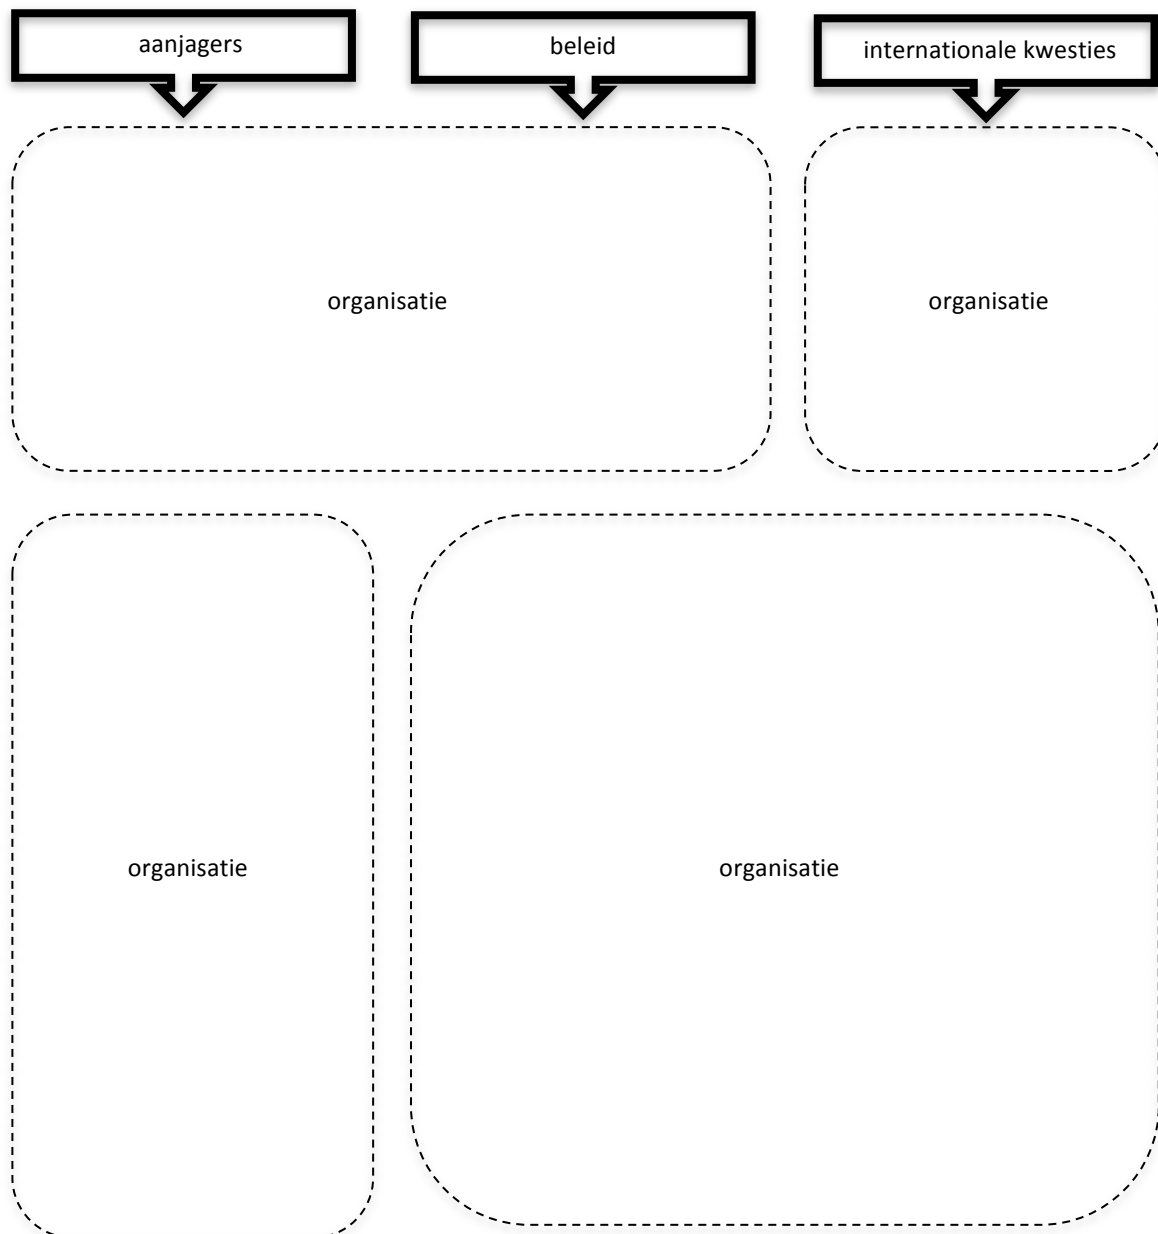 aanjagers
beleid
internationale kwesties
organisatie
organisatie
organisatie
organisatie